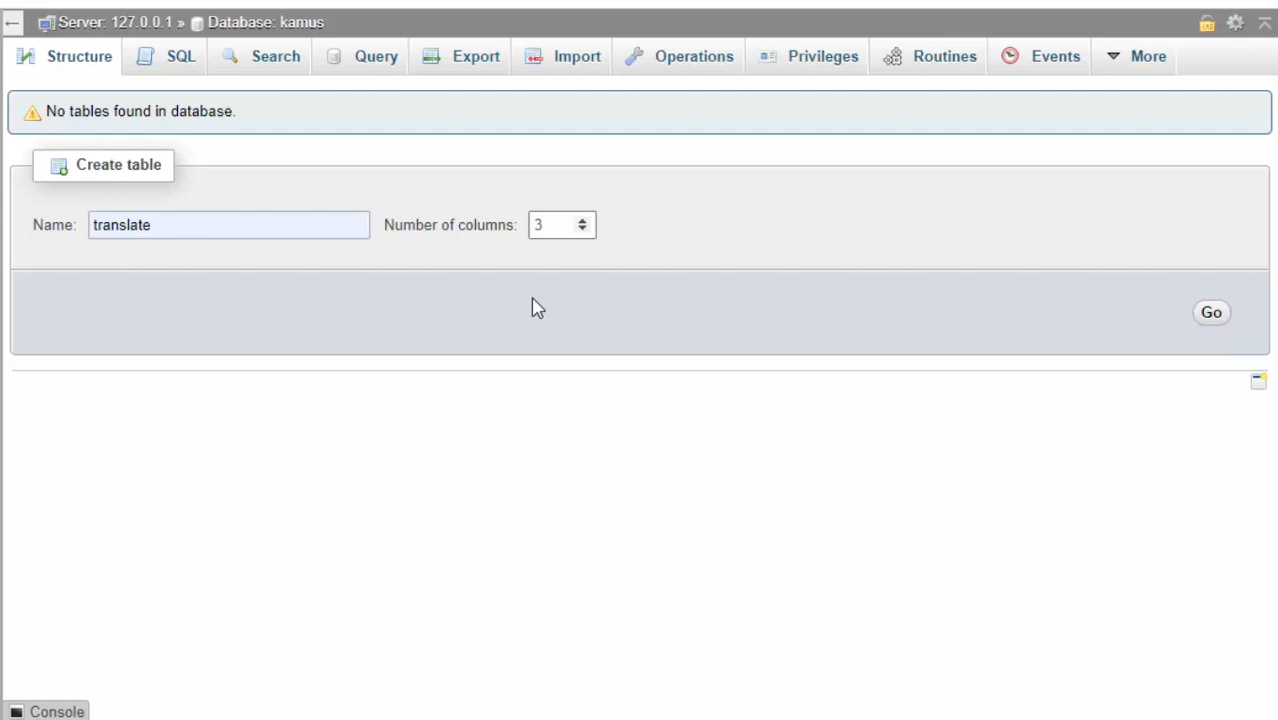 Server: 127.0.0.1 » Database: kamus
Structure SQL Search Query Export Import Operations Privileges Routines Events More
No tables found in database.
Create table
Name: translate Number of columns: 3
Go
Console